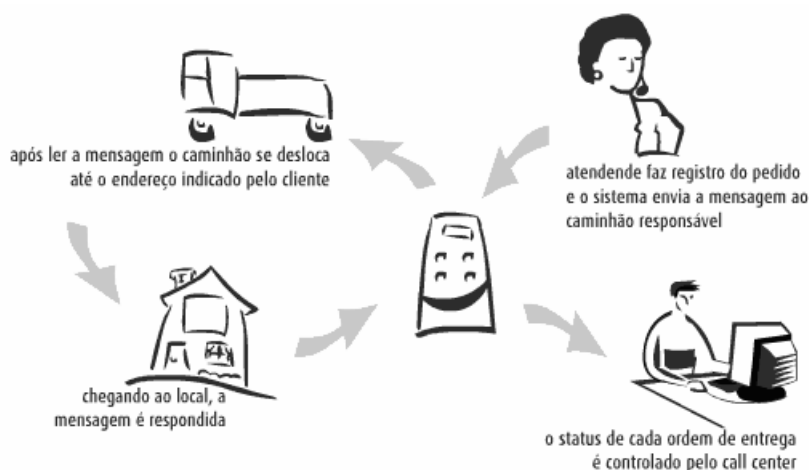 após ler a mensagem o caminhão se desloca
até o endereço indicado pelo cliente
atendende faz registro do pedido
e o sistema envia a mensagem ao
caminhão responsável
chegando ao local, a
mensagem é respondida
o status de cada ordem de entrega
é controlado pelo call center